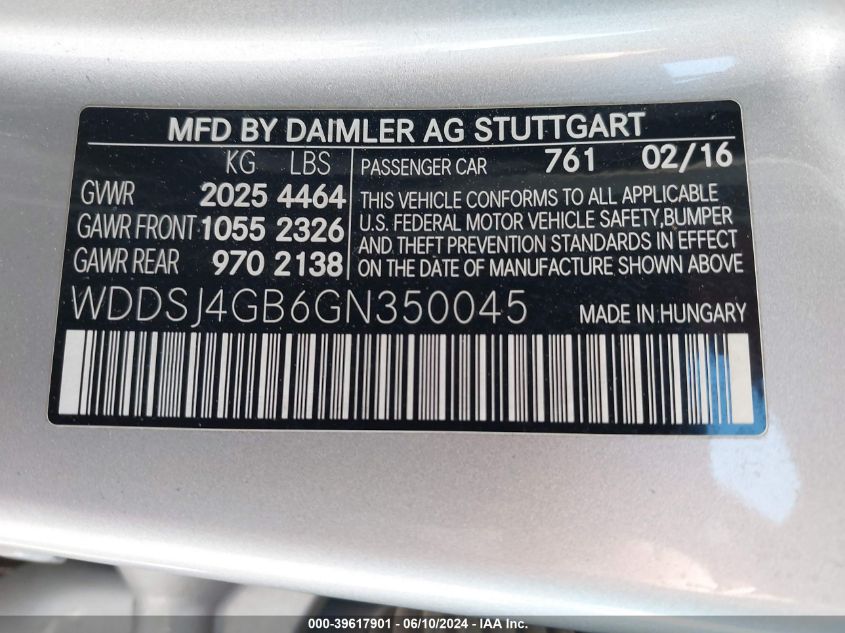 MFD BY DAIMLER AG STUTTGART
KG LBS
GVWR 2025 4464
GAWR FRONT 1055 2326
GAWR REAR 970 2138
PASSENGER CAR 761 02/16
THIS VEHICLE CONFORMS TO ALL APPLICABLE
U.S. FEDERAL MOTOR VEHICLE SAFETY,BUMPER
AND THEFT PREVENTION STANDARDS IN EFFECT
ON THE DATE OF MANUFACTURE SHOWN ABOVE
WDDSJ4GB6GN350045 MADE IN HUNGARY
000-39617901 - 06/10/2024 - IAA Inc.